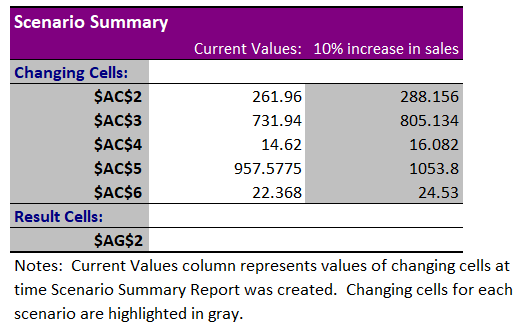 Scenario Summary
Current Values: 10% increase in sales
Changing Cells:
$AC$2 261.96 288.156
$AC$3 731.94 805.134
$AC$4 14.62 16.082
$AC$5 957.5775 1053.8
$AC$6 22.368 24.53
Result Cells:
$AG$2
Notes: Current Values column represents values of changing cells at
time Scenario Summary Report was created. Changing cells for each
scenario are highlighted in gray.